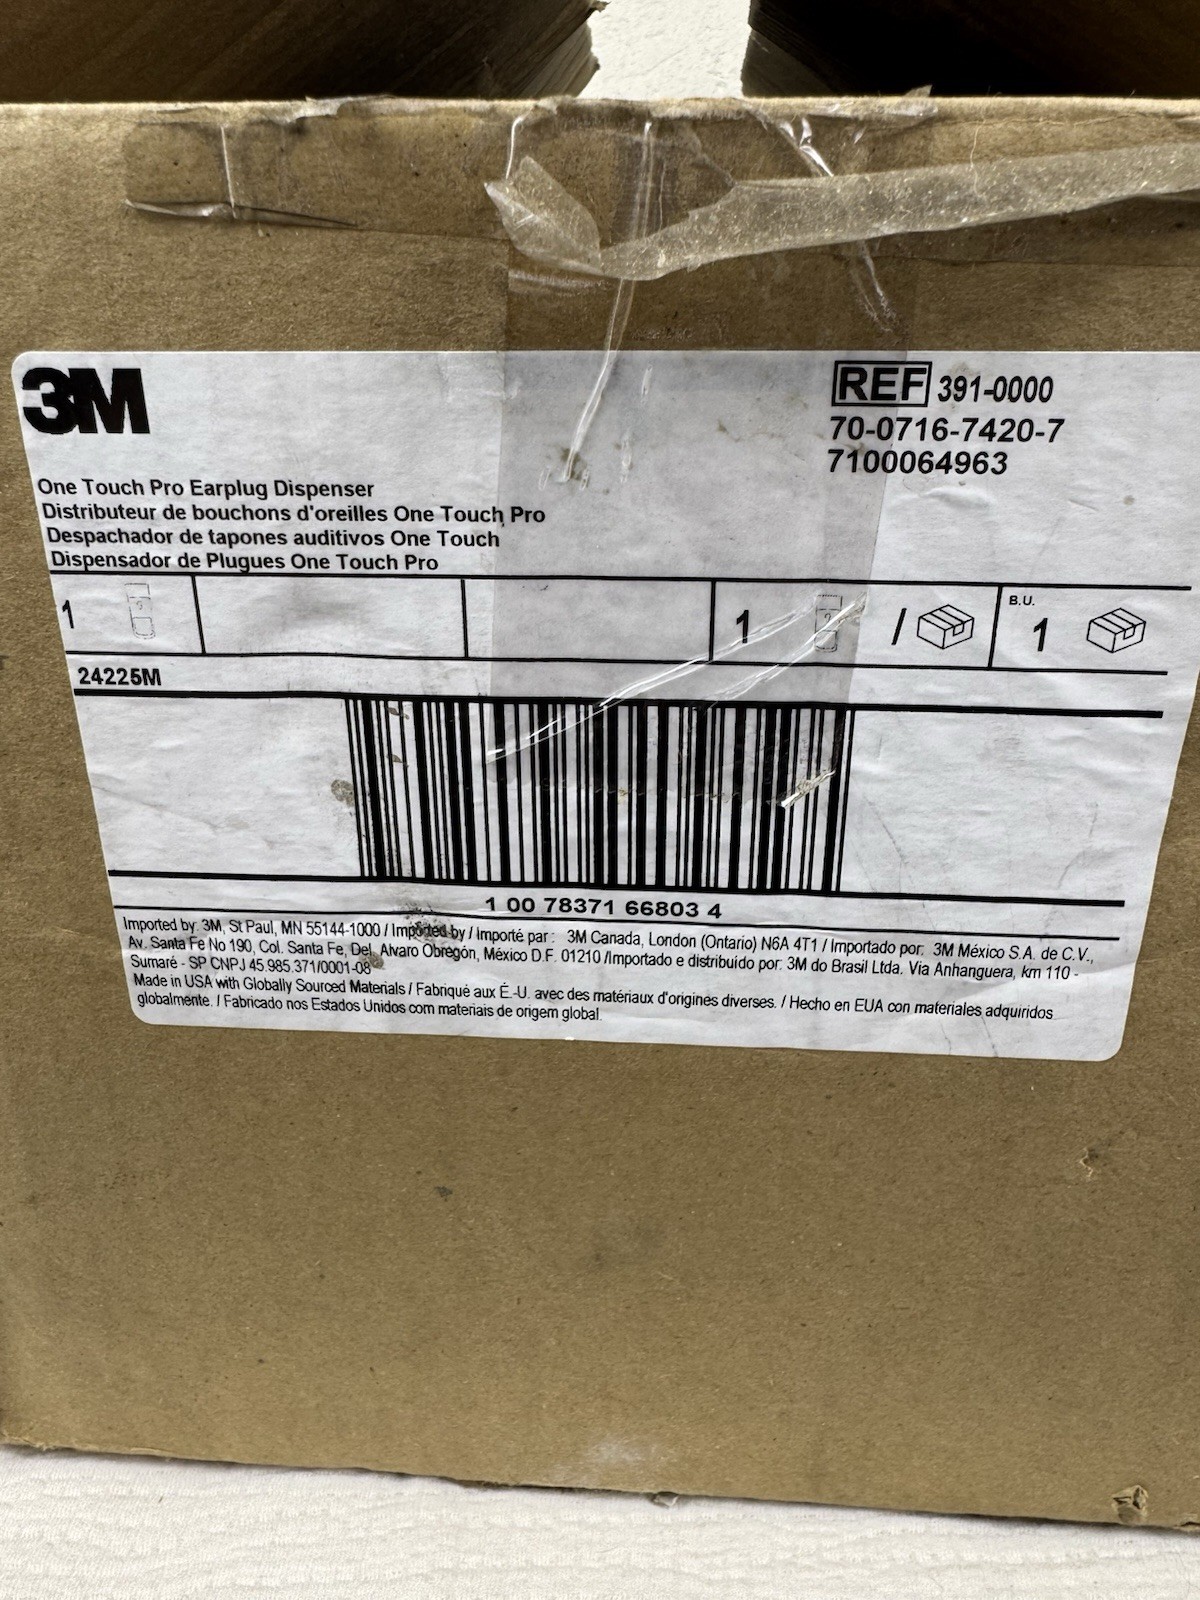 3M
REF 391-0000
70-0716-7420-7
7100064963
One Touch Pro Earplug Dispenser
Distributeur de bouchons d'oreilles One Touch Pro
Despachador de tapones auditivos One Touch
Dispensador de Plugues One Touch Pro
1 1 / B.U. 1
24225M
1 00 78371 66803 4
Imported by: 3M, St Paul, MN 55144-1000 / Imported by / Importé par : 3M Canada, London (Ontario) N6A 4T1 / Importado por: 3M México S.A. de C.V.,
Av. Santa Fe No 190, Col. Santa Fe, Del. Alvaro Obregón, México D.F. 01210 /Importado e distribuído por: 3M do Brasil Ltda. Via Anhanguera, km 110 -
Sumaré - SP CNPJ 45.985.371/0001-08
Made in USA with Globally Sourced Materials / Fabriqué aux É.-U. avec des matériaux d'origines diverses. / Hecho en EUA con materiales adquiridos
globalmente. / Fabricado nos Estados Unidos com materiais de origem global.